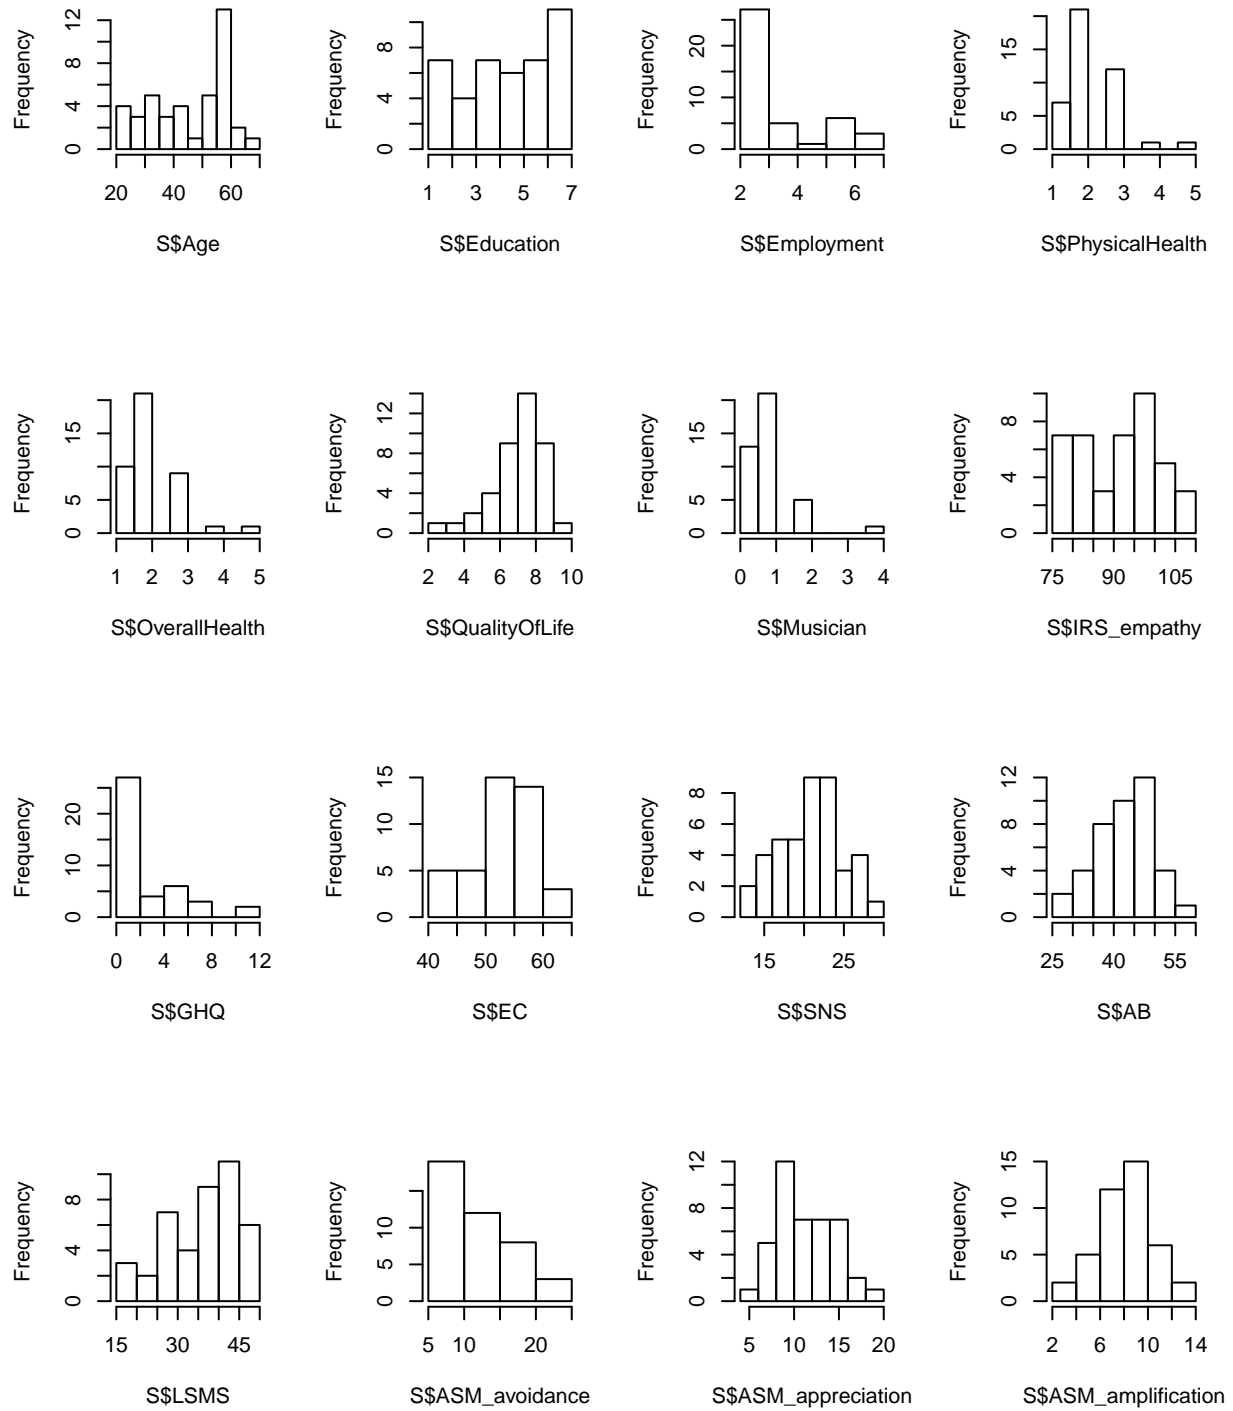 Frequency
0 4 8 12
20 40 60
S$Age
Frequency
0 4 8
1 3 5 7
S$Education
Frequency
0 10 20
2 4 6
S$Employment
Frequency
0 5 15
1 2 3 4 5
S$PhysicalHealth
Frequency
0 5 15
1 2 3 4 5
S$OverallHealth
Frequency
0 4 8 12
2 4 6 8 10
S$QualityOfLife
Frequency
0 5 15
0 1 2 3 4
S$Musician
Frequency
0 4 8
75 90 105
S$IRS_empathy
Frequency
0 10 20
0 4 8 12
S$GHQ
Frequency
0 5 10 15
40 50 60
S$EC
Frequency
0 2 4 6 8
15 25
S$SNS
Frequency
0 4 8 12
25 40 55
S$AB
Frequency
0 4 8
15 30 45
S$LSMS
Frequency
0 5 10
5 10 20
S$ASM_avoidance
Frequency
0 4 8 12
5 10 15 20
S$ASM_appreciation
Frequency
0 5 10 15
2 6 10 14
S$ASM_amplification